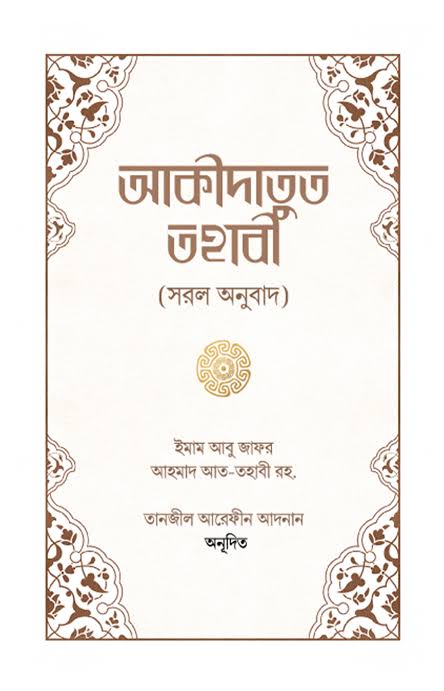 আকীদাতুত
তহাবী
(সরল অনুবাদ)
ইমাম আবু জাফর
আহমাদ আত-তহাবী রহ.
তানজীল আরেফীন আদনান
অনূদিত